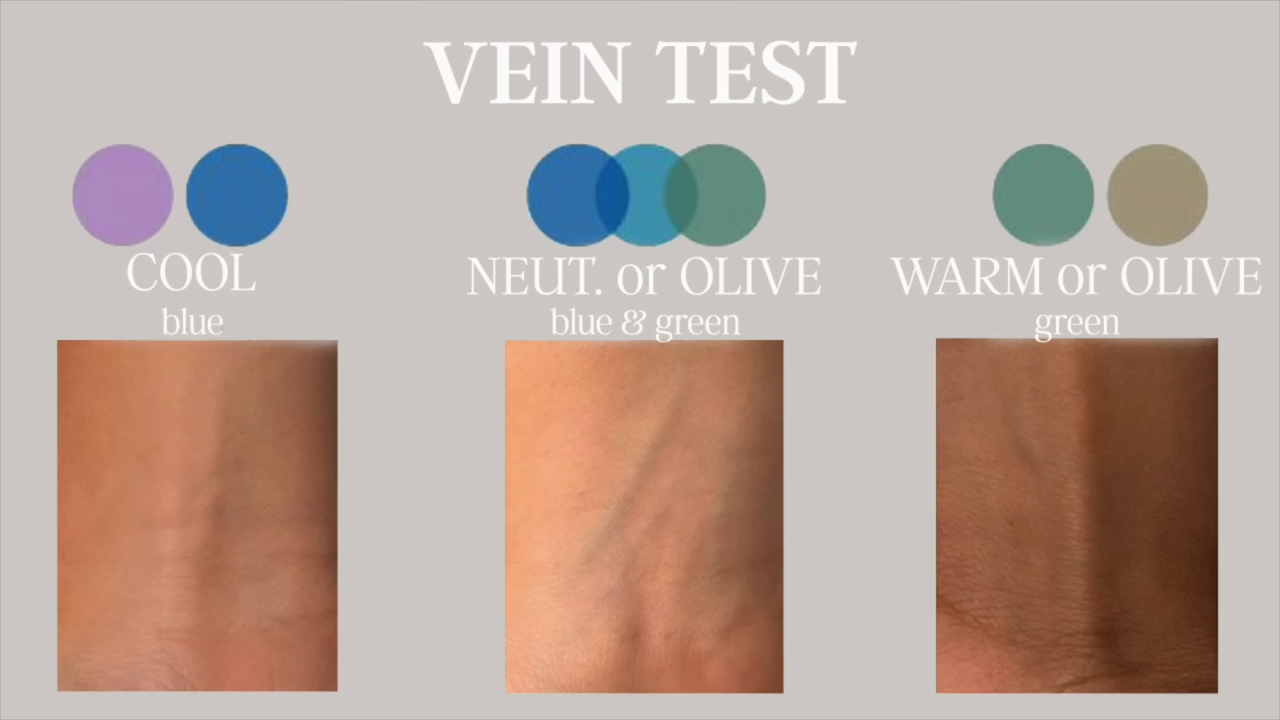 VEIN TEST
COOL
blue
NEUT. or OLIVE
blue & green
WARM or OLIVE
green